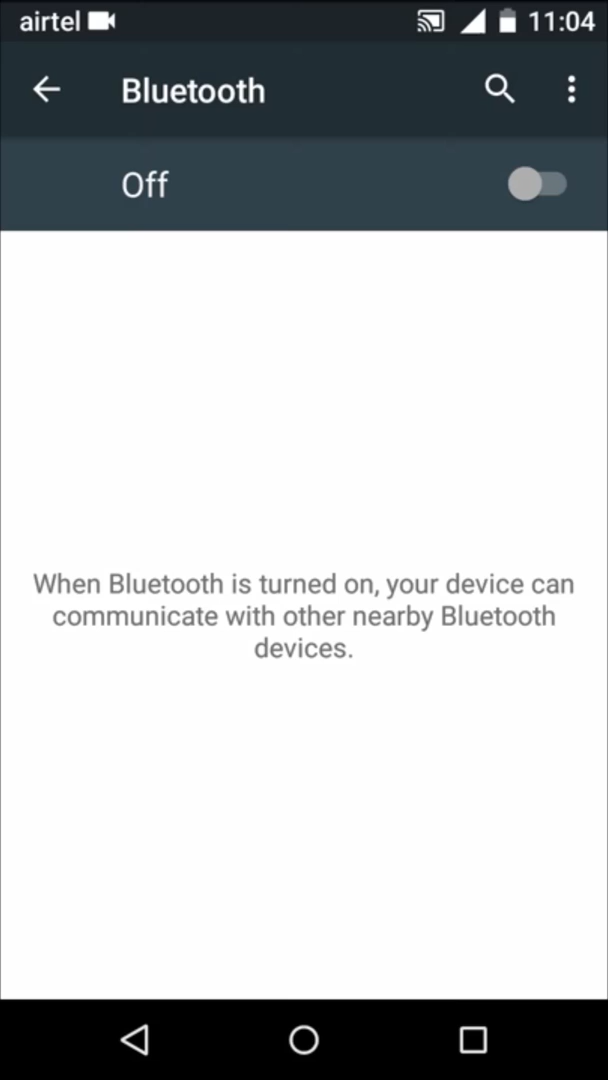 airtel 11:04
Bluetooth
Off
When Bluetooth is turned on, your device can
communicate with other nearby Bluetooth
devices.